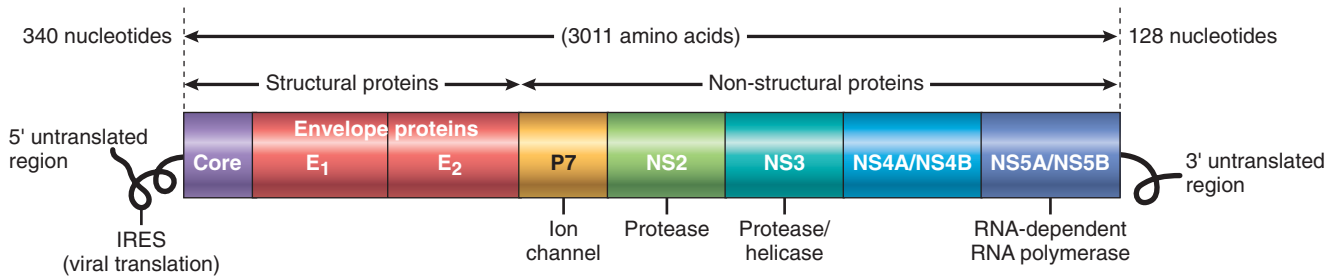 340 nucleotides
(3011 amino acids)
128 nucleotides
Structural proteins
Non-structural proteins
5' untranslated
region
Envelope proteins
Core
E1
E2
P7
NS2
NS3
NS4A/NS4B
NS5A/NS5B
3' untranslated
region
IRES
(viral translation)
Ion
channel
Protease
Protease/
helicase
RNA-dependent
RNA polymerase